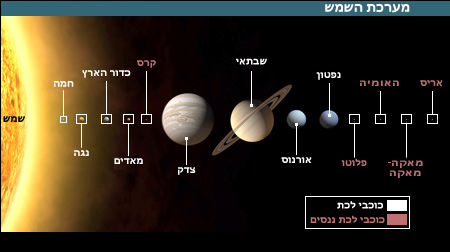 מערכת השמש
שמש
חמה
נגה
כדור הארץ
מאדים
קרס
צדק
שבתאי
אורנוס
נפטון
פלוטו
האומיה
מאקה-
מאקה
אריס
כוכבי לכת
כוכבי לכת ננסים